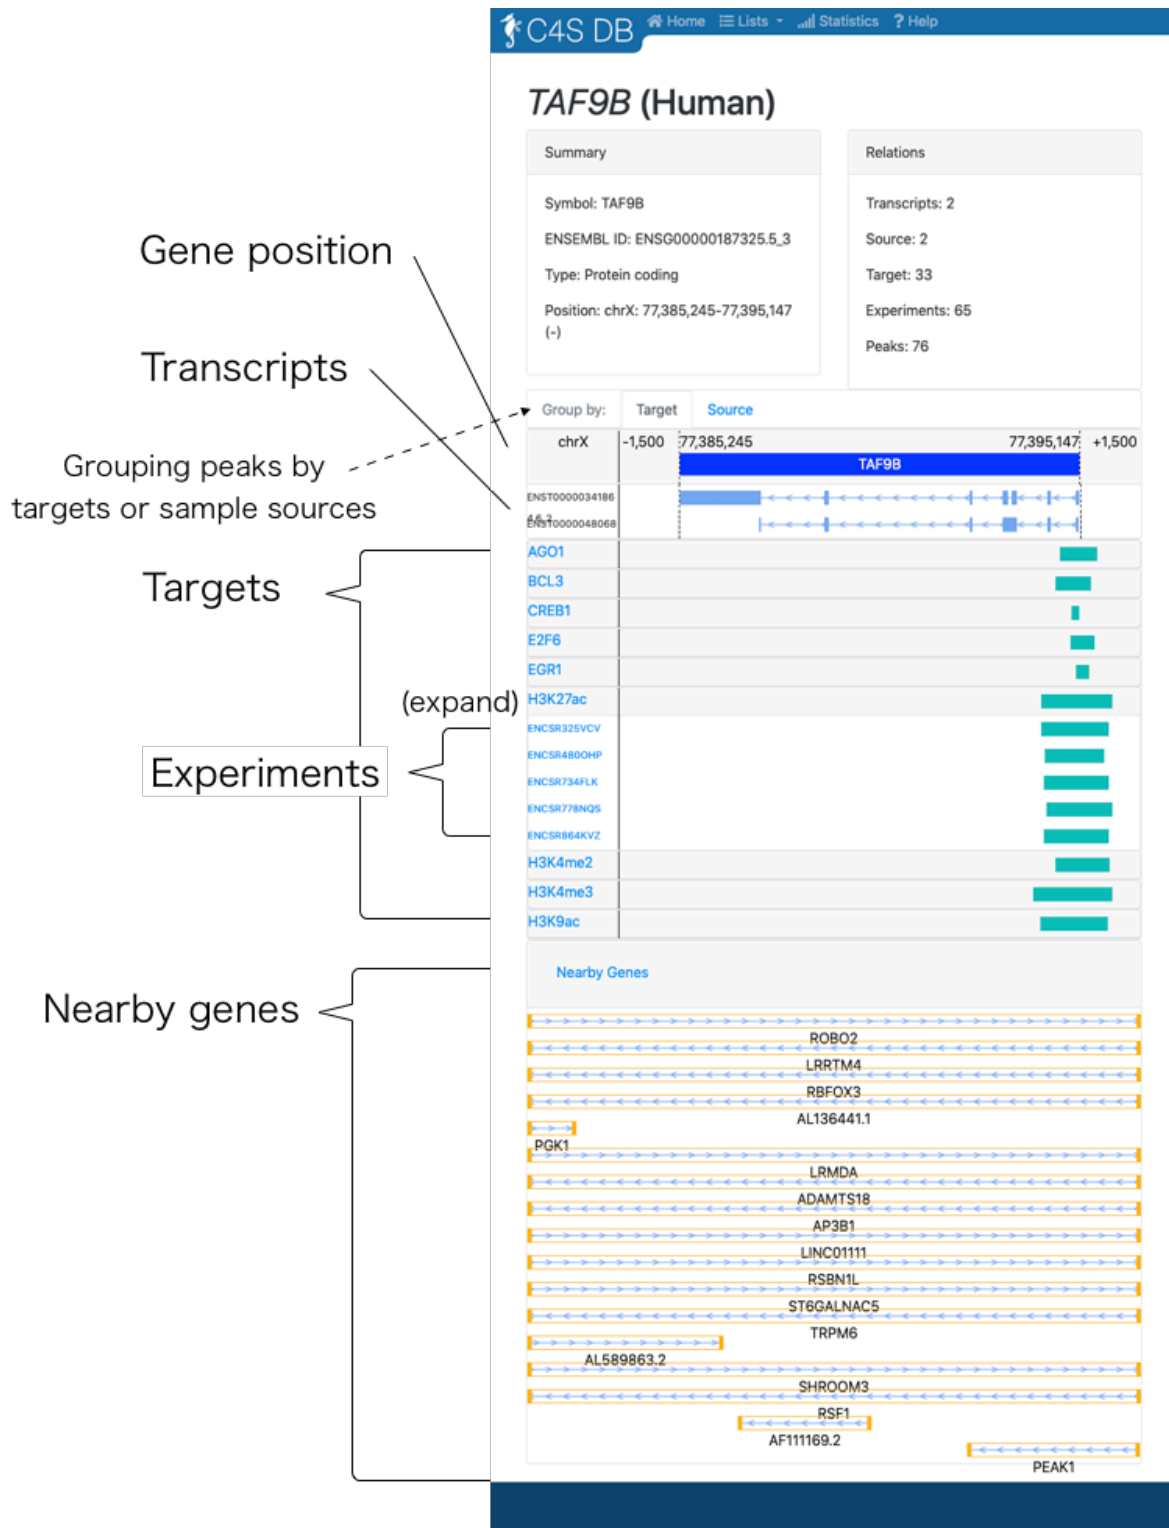 C4S DB
Home Lists Statistics ? Help
TAF9B (Human)
Summary
Symbol: TAF9B
ENSEMBL ID: ENSG00000187325.5_3
Type: Protein coding
Position: chrX: 77,385,245-77,395,147
(-)
Relations
Transcripts: 2
Source: 2
Target: 33
Experiments: 65
Peaks: 76
Gene position
Transcripts
Grouping peaks by
targets or sample sources
Targets
(expand)
Experiments
Nearby genes
Group by: Target Source
chrX -1,500 77,385,245 77,395,147 +1,500
TAF9B
ENST0000034186
4.6_2
ENST0000048068
AGO1
BCL3
CREB1
E2F6
EGR1
H3K27ac
ENCSR325VCV
ENCSR480OHP
ENCSR734FLK
ENCSR778NQS
ENCSR864KVZ
H3K4me2
H3K4me3
H3K9ac
Nearby Genes
ROBO2
LRRTM4
RBFOX3
AL136441.1
PGK1
LRMDA
ADAMTS18
AP3B1
LINC01111
RSBN1L
ST6GALNAC5
TRPM6
AL589863.2
SHROOM3
RSF1
AF111169.2
PEAK1